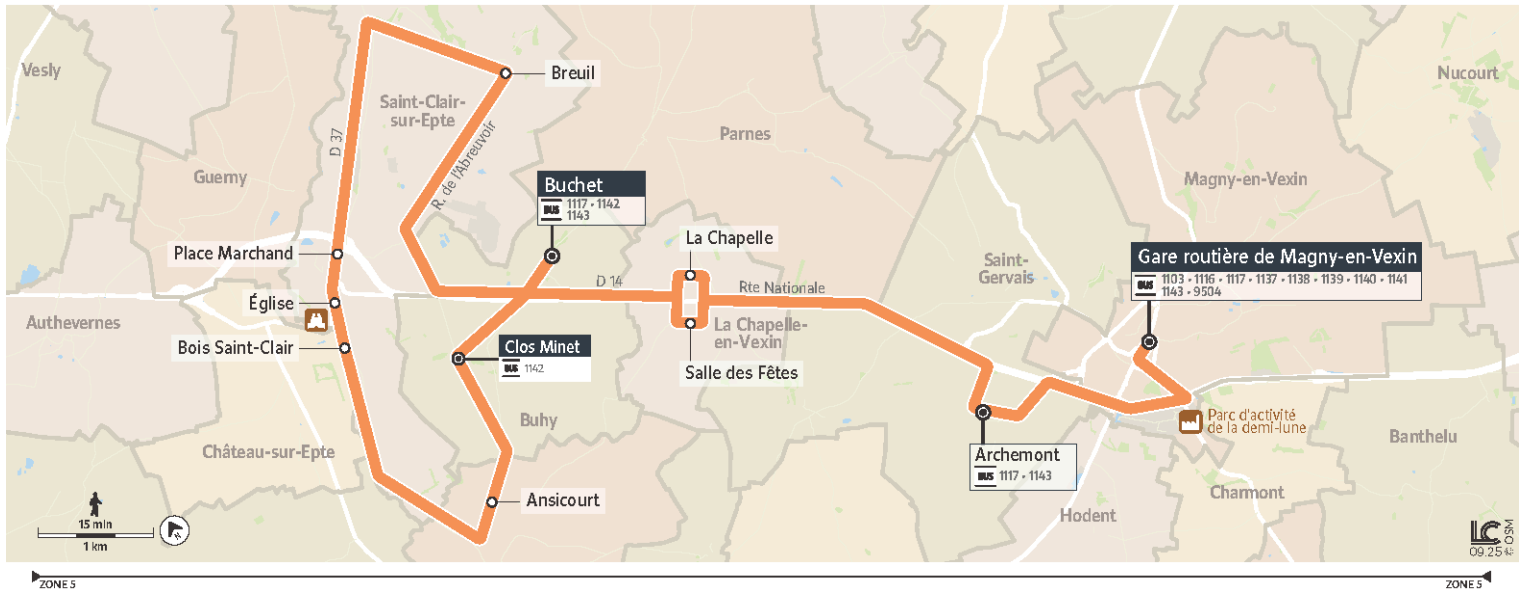 Vesly
Breuil
Nucourt
Saint-Clair-
sur-Epte
D 37
Parnes
R. de l'Abreuvoir
Guerny
Magny-en-Vexin
Buchet
BUS 1117 • 1142
1143
Place Marchand
La Chapelle
Saint-
Gervais
Gare routière de Magny-en-Vexin
BUS 1103 • 1116 • 1117 • 1137 • 1138 • 1139 • 1140 • 1141
1143 • 9504
D 14
Rte Nationale
Église
Authevernes
La Chapelle-
en-Vexin
Bois Saint-Clair
Clos Minet
BUS 1142
Salle des Fêtes
Buhy
Parc d'activité
de la demi-lune
Banthelu
Château-sur-Epte
Archemont
BUS 1117 • 1143
Ansicourt
Charmont
Hodent
15 min
1 km
N
LC
OSM
09.25
ZONE 5
ZONE 5